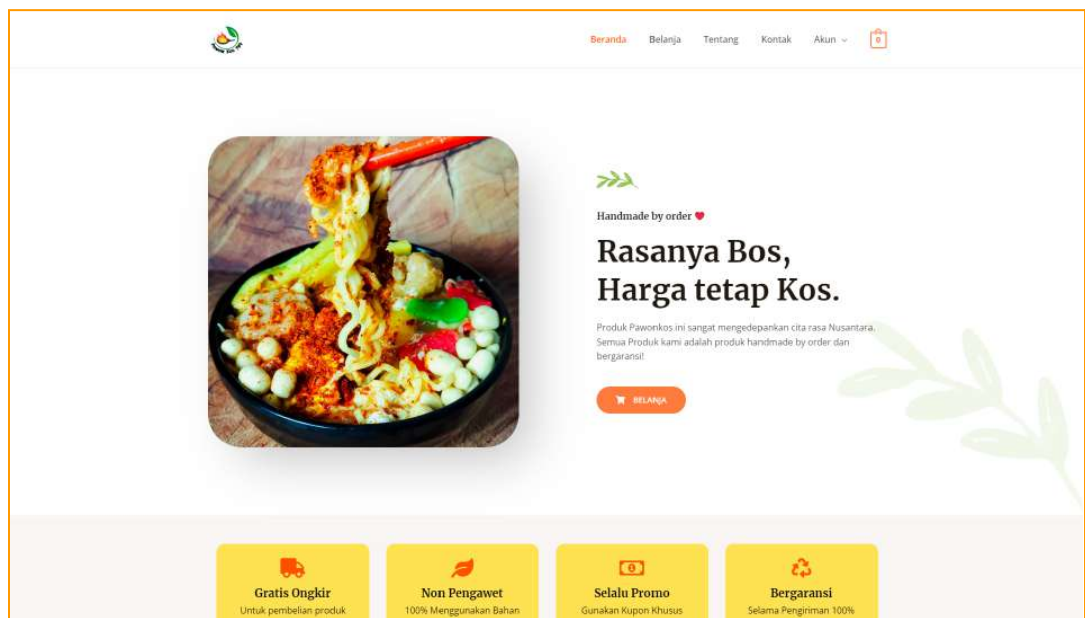 Beranda Belanja Tentang Kontak Akun 0
Handmade by order
Rasanya Bos,
Harga tetap Kos.
Produk Pawonkos ini sangat mengedepankan cita rasa Nusantara.
Semua Produk kami adalah produk handmade by order dan
bergaransi!
BELANJA
Gratis Ongkir
Untuk pembelian produk
Non Pengawet
100% Menggunakan Bahan
Selalu Promo
Gunakan Kupon Khusus
Bergaransi
Selama Pengiriman 100%